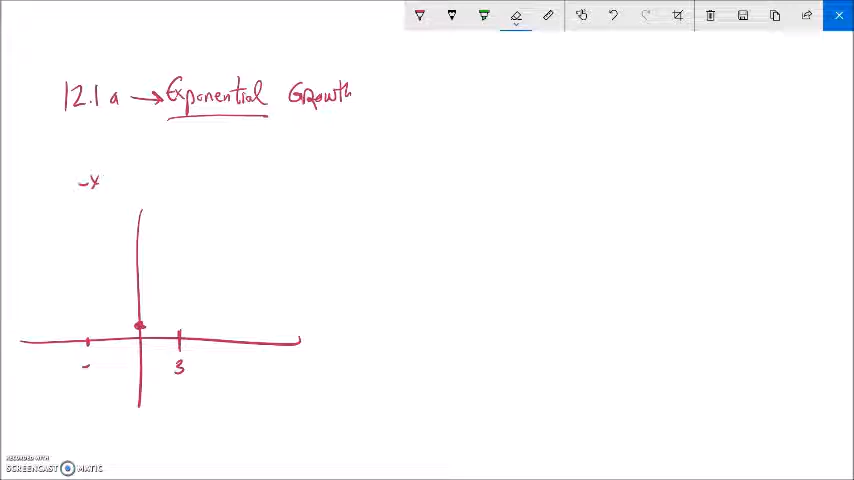 12.1 a → Exponential Growth
-x
- 3
RECORDED WITH
SCREENCAST MATIC